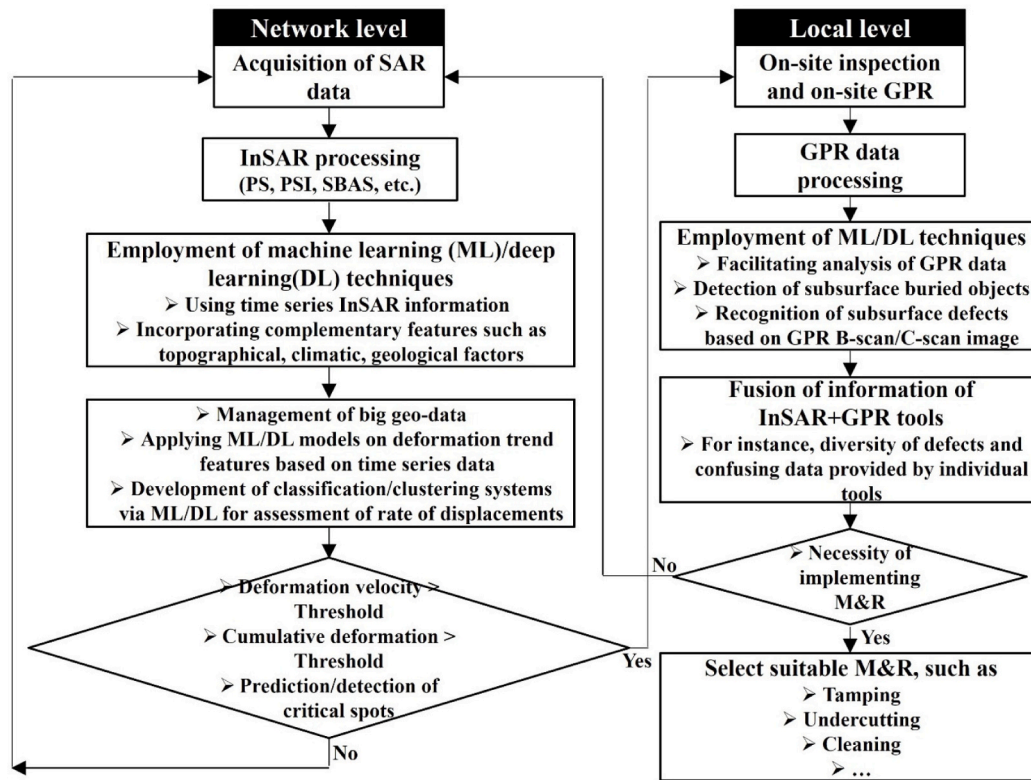 Network level
Acquisition of SAR
data
InSAR processing
(PS, PSI, SBAS, etc.)
Employment of machine learning (ML)/deep
learning(DL) techniques
➢ Using time series InSAR information
➢ Incorporating complementary features such as
topographical, climatic, geological factors
➢ Management of big geo-data
➢ Applying ML/DL models on deformation trend
features based on time series data
➢ Development of classification/clustering systems
via ML/DL for assessment of rate of displacements
➢ Deformation velocity >
Threshold
➢ Cumulative deformation >
Threshold
➢ Prediction/detection of
critical spots
Yes
No
Local level
On-site inspection
and on-site GPR
GPR data
processing
Employment of ML/DL techniques
➢ Facilitating analysis of GPR data
➢ Detection of subsurface buried objects
➢ Recognition of subsurface defects
based on GPR B-scan/C-scan image
Fusion of information of
InSAR+GPR tools
➢ For instance, diversity of defects and
confusing data provided by individual
tools
No
➢ Necessity of
implementing
M&R
Yes
Select suitable M&R, such as
➢ Tamping
➢ Undercutting
➢ Cleaning
➢ …